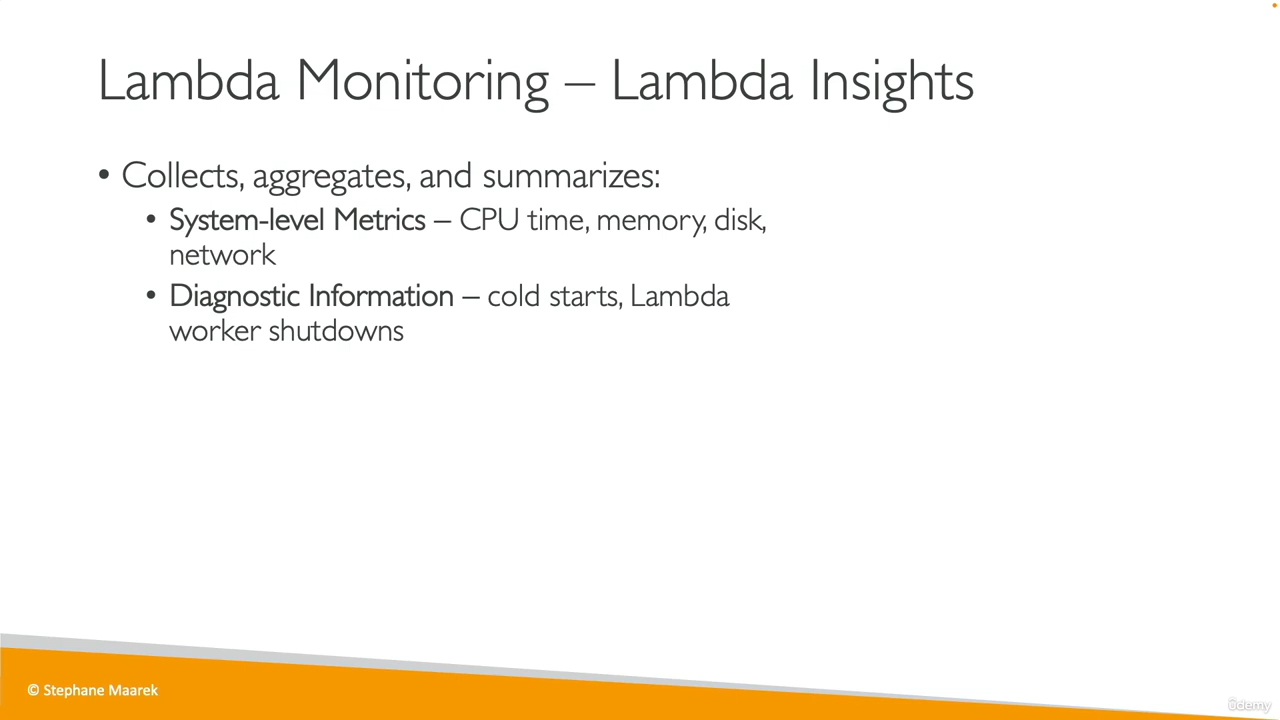 Lambda Monitoring – Lambda Insights
• Collects, aggregates, and summarizes:
• System-level Metrics – CPU time, memory, disk,
network
• Diagnostic Information – cold starts, Lambda
worker shutdowns
© Stephane Maarek
ûdemy